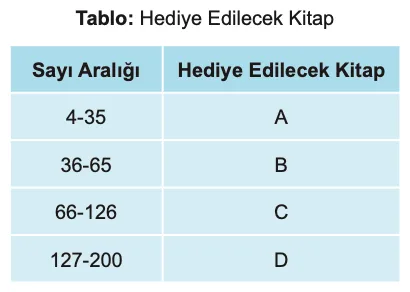 Tablo: Hediye Edilecek Kitap
Sayı Aralığı Hediye Edilecek Kitap
4-35 A
36-65 B
66-126 C
127-200 D